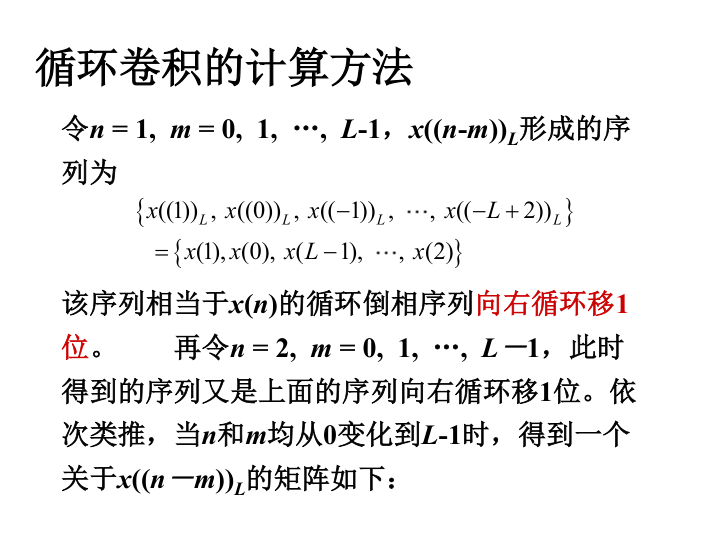 循环卷积的计算方法
令n = 1, m = 0, 1, …, L-1，x((n-m))L形成的序
列为
{x((1))L, x((0))L, x((−1))L, ⋯, x((−L+2))L}
={x(1), x(0), x(L−1), ⋯, x(2)}
该序列相当于x(n)的循环倒相序列向右循环移1
位。 再令n = 2, m = 0, 1, …, L－1，此时
得到的序列又是上面的序列向右循环移1位。依
次类推，当n和m均从0变化到L-1时，得到一个
关于x((n－m))L的矩阵如下：